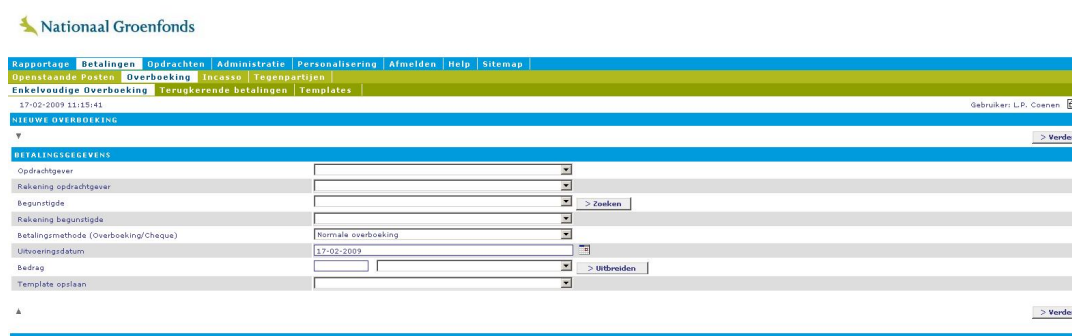 Nationaal Groenfonds
Rapportage Betalingen Opdrachten Administratie Personalisering Afmelden Help Sitemap
Openstaande Posten Overboeking Incasso Tegenpartijen
Enkelvoudige Overboeking Terugkerende betalingen Templates
17-02-2009 11:15:41 Gebruiker: L.P. Coenen
NIEUWE OVERBOEKING
> Verde
BETALINGSGEGEVENS
Opdrachtgever
Rekening opdrachtgever
Begunstigde > Zoeken
Rekening begunstigde
Betalingsmethode (Overboeking/Cheque) Normale overboeking
Uitvoeringsdatum 17-02-2009
Bedrag > Uitbreiden
Template opslaan
> Verde